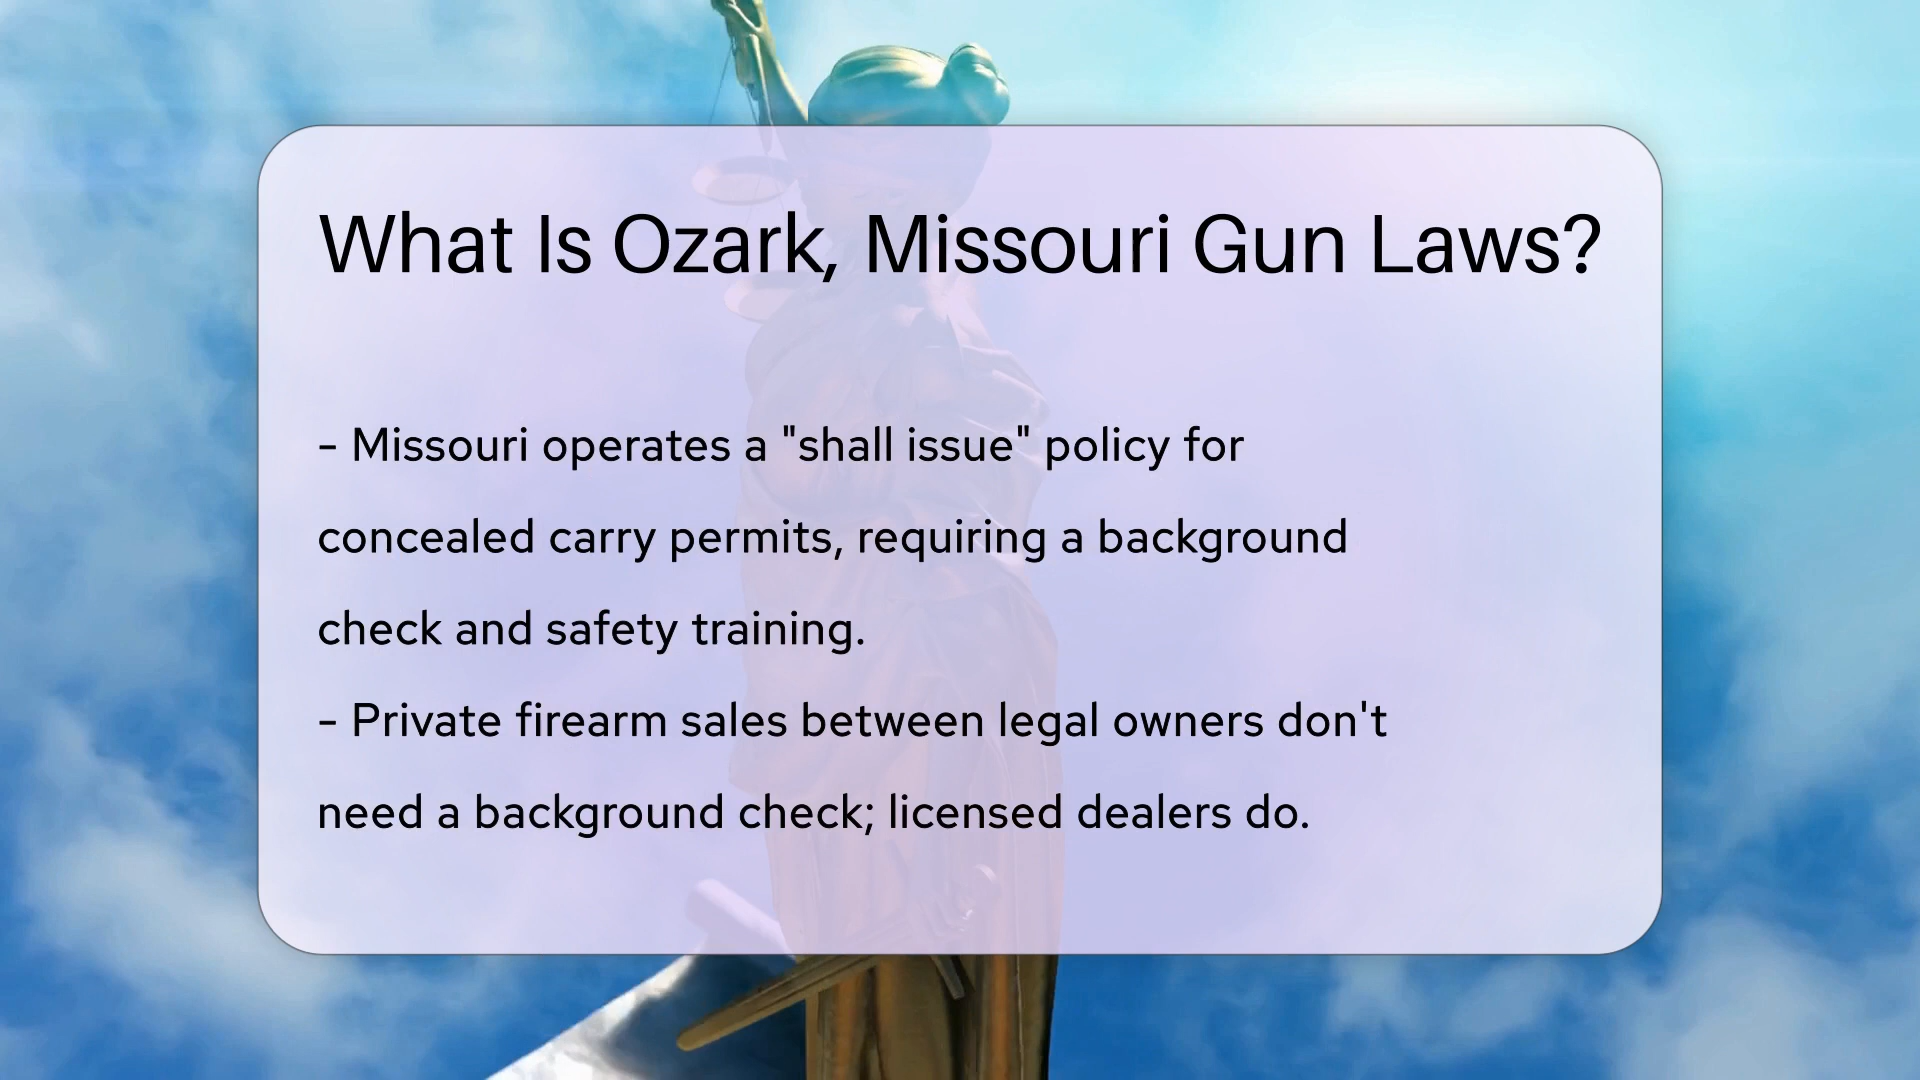 What Is Ozark, Missouri Gun Laws?
- Missouri operates a "shall issue" policy for
concealed carry permits, requiring a background
check and safety training.
- Private firearm sales between legal owners don't
need a background check; licensed dealers do.